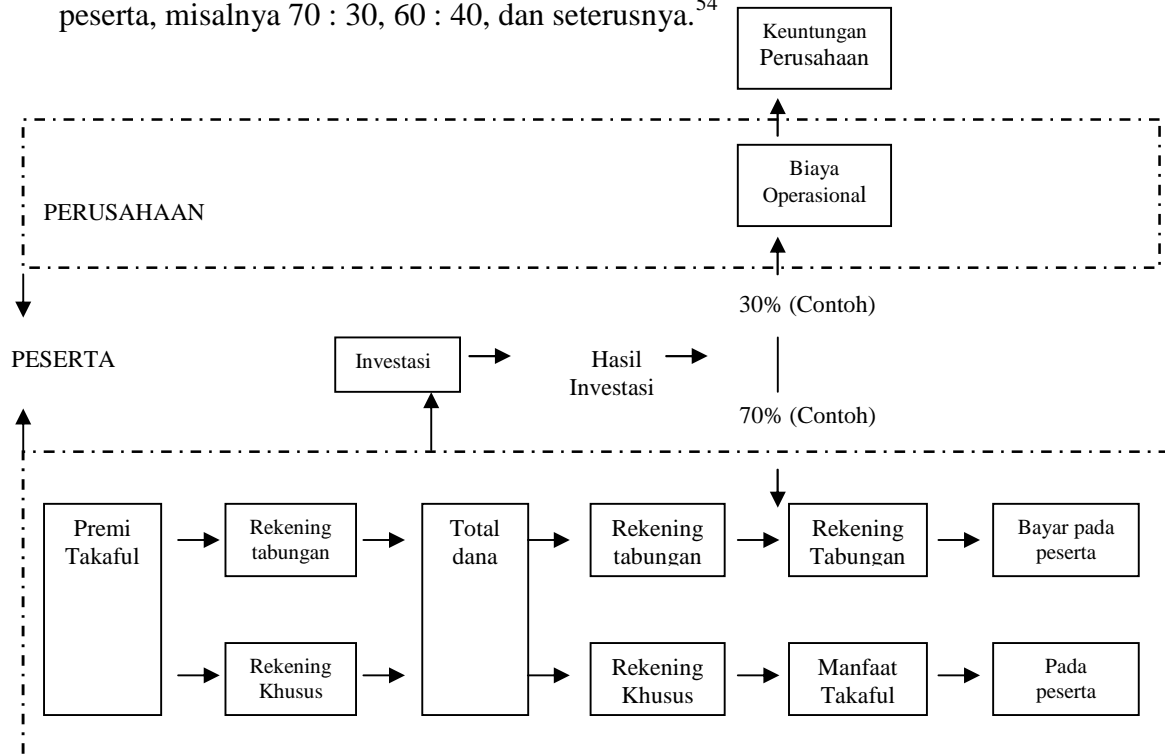 peserta, misalnya 70 : 30, 60 : 40, dan seterusnya.54
Keuntungan
Perusahaan
Biaya
Operasional
PERUSAHAAN
30% (Contoh)
PESERTA
Investasi
Hasil
Investasi
70% (Contoh)
Premi
Takaful
Rekening
tabungan
Total
dana
Rekening
tabungan
Rekening
Tabungan
Bayar pada
peserta
Rekening
Khusus
Rekening
Khusus
Manfaat
Takaful
Pada
peserta